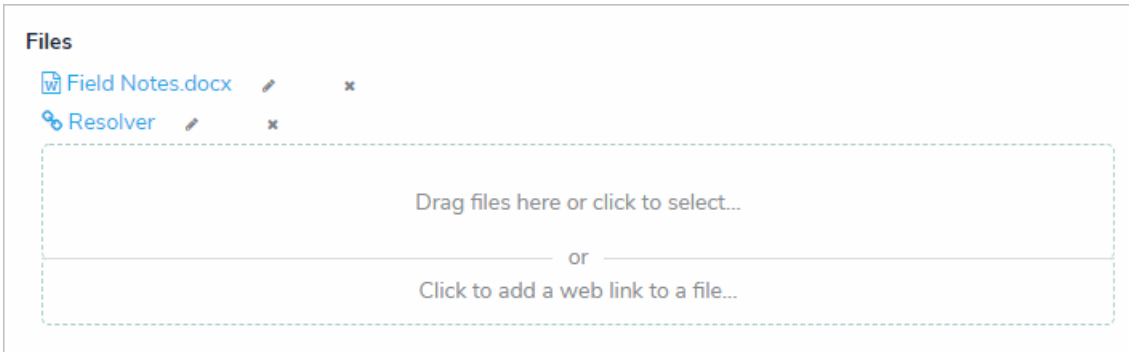 Files
Field Notes.docx
Resolver
Drag files here or click to select...
or
Click to add a web link to a file...